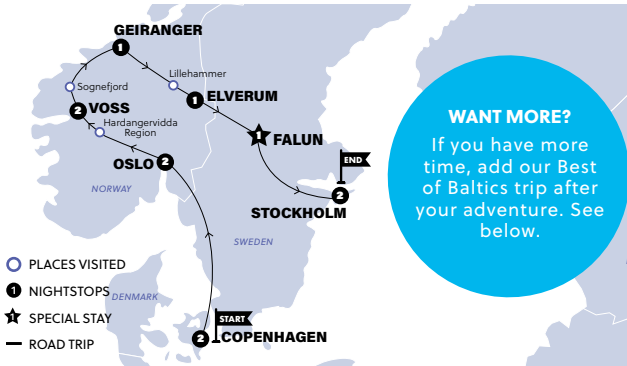 GEIRANGER
1
Lillehammer
Sognefjord
1 ELVERUM
2 VOSS
Hardangervidda
Region
1
FALUN
OSLO 2
END
NORWAY
2
STOCKHOLM
SWEDEN
PLACES VISITED
1 NIGHTSTOPS
DENMARK
1 SPECIAL STAY
START
2 COPENHAGEN
ROAD TRIP
WANT MORE?
If you have more
time, add our Best
of Baltics trip after
your adventure. See
below.